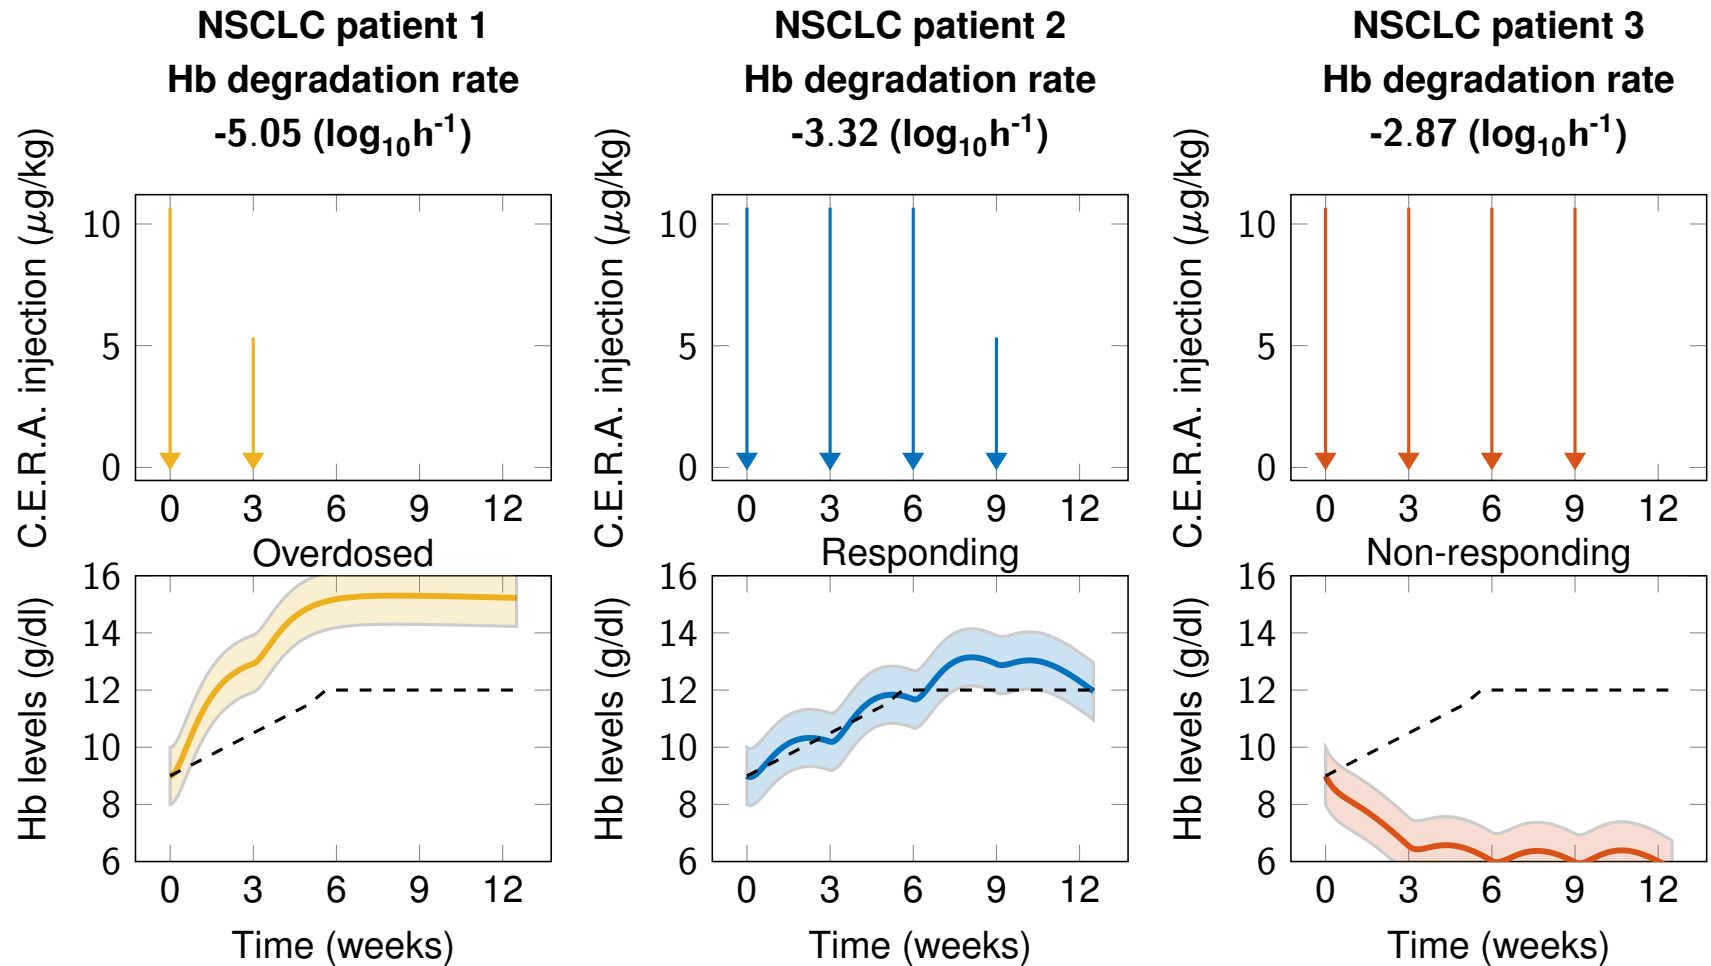 NSCLC patient 1
Hb degradation rate
-5.05 (log10h-1)
C.E.R.A. injection (μg/kg)
10
5
0
0 3 6 9 12
Overdosed
Hb levels (g/dl)
16
14
12
10
8
6
0 3 6 9 12
Time (weeks)
NSCLC patient 2
Hb degradation rate
-3.32 (log10h-1)
C.E.R.A. injection (μg/kg)
10
5
0
0 3 6 9 12
Responding
Hb levels (g/dl)
16
14
12
10
8
6
0 3 6 9 12
Time (weeks)
NSCLC patient 3
Hb degradation rate
-2.87 (log10h-1)
C.E.R.A. injection (μg/kg)
10
5
0
0 3 6 9 12
Non-responding
Hb levels (g/dl)
16
14
12
10
8
6
0 3 6 9 12
Time (weeks)